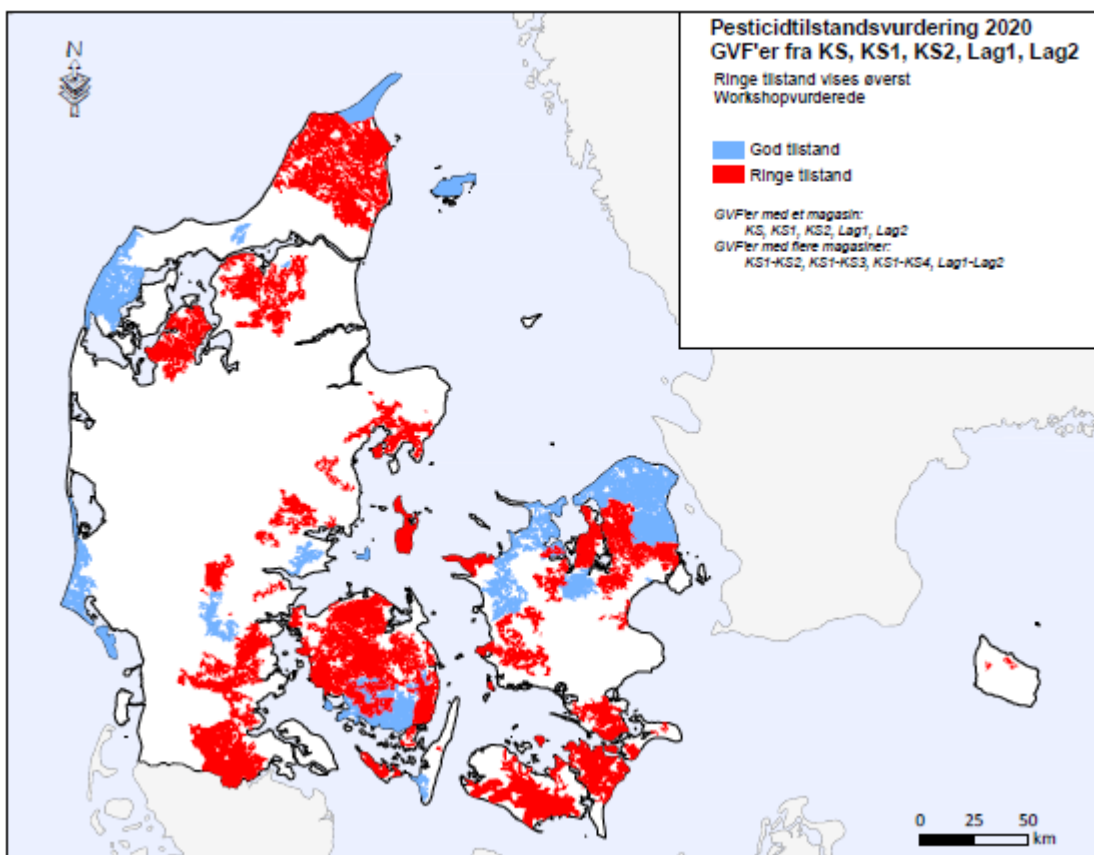 Pesticidtilstandsvurdering 2020
GVF'er fra KS, KS1, KS2, Lag1, Lag2
Ringe tilstand vises øverst
Workshopvurderede
God tilstand
Ringe tilstand
GVF'er med et magasin:
KS, KS1, KS2, Lag1, Lag2
GVF'er med flere magasiner:
KS1-KS2, KS1-KS3, KS1-KS4, Lag1-Lag2
N
0 25 50
km